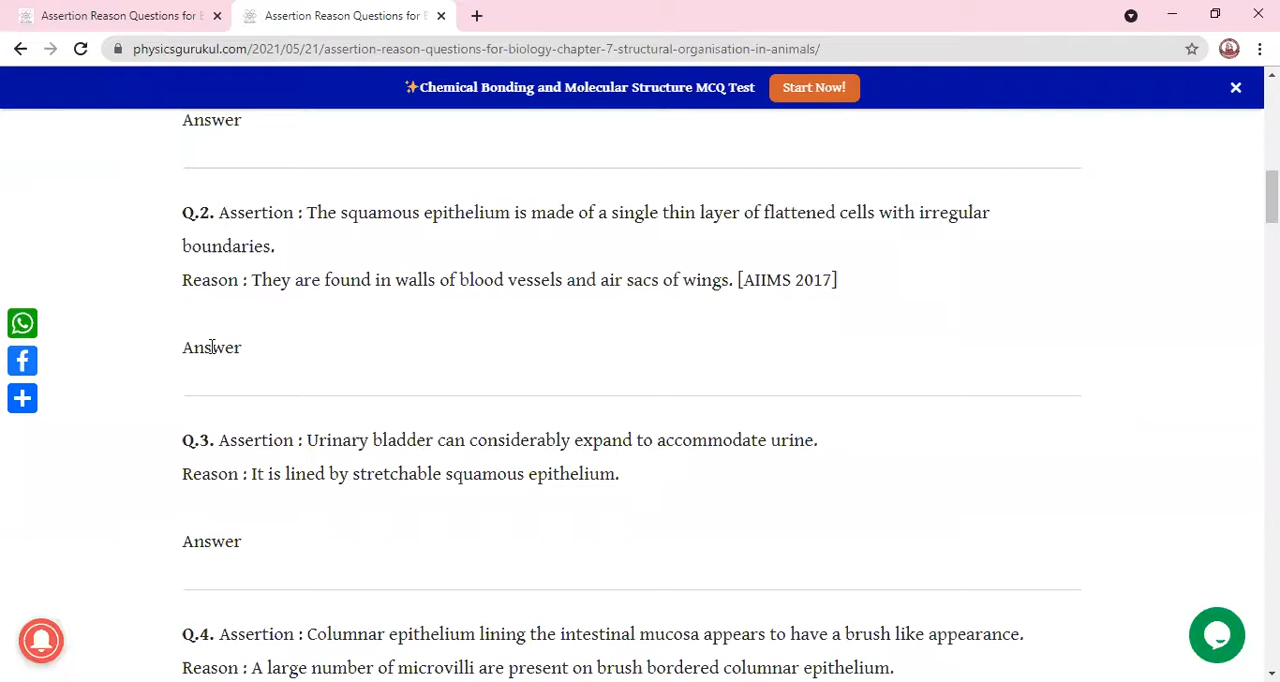 Assertion Reason Questions for E
Assertion Reason Questions for E
physicsgurukul.com/2021/05/21/assertion-reason-questions-for-biology-chapter-7-structural-organisation-in-animals/
✨Chemical Bonding and Molecular Structure MCQ Test Start Now!
Answer
Q.2. Assertion : The squamous epithelium is made of a single thin layer of flattened cells with irregular
boundaries.
Reason : They are found in walls of blood vessels and air sacs of wings. [AIIMS 2017]
Answer
Q.3. Assertion : Urinary bladder can considerably expand to accommodate urine.
Reason : It is lined by stretchable squamous epithelium.
Answer
Q.4. Assertion : Columnar epithelium lining the intestinal mucosa appears to have a brush like appearance.
Reason : A large number of microvilli are present on brush bordered columnar epithelium.